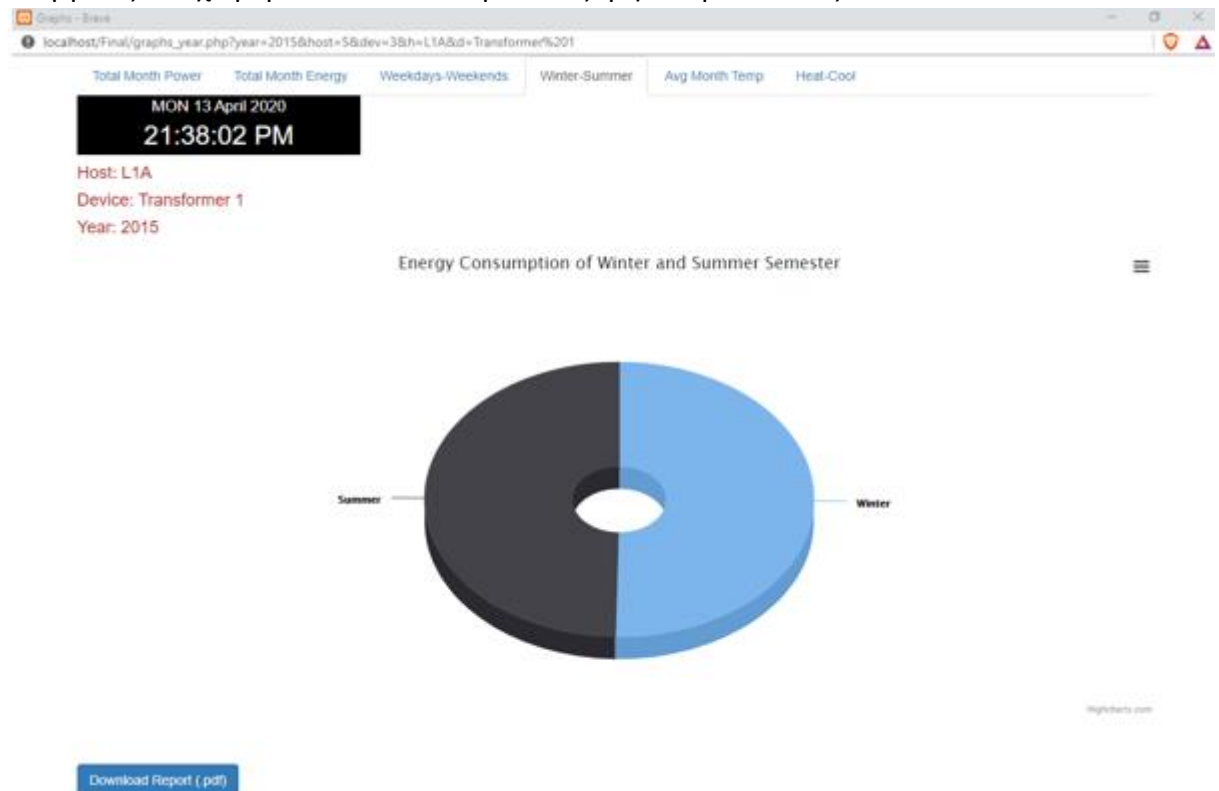 Graphs - Brave
localhost/Final/graphs_year.php?year=2015&host=5&dev=3&h=L1A&d=Transformer%201
Total Month Power Total Month Energy Weekdays-Weekends Winter-Summer Avg Month Temp Heat-Cool
MON 13 April 2020
21:38:02 PM
Host: L1A
Device: Transformer 1
Year: 2015
Energy Consumption of Winter and Summer Semester
Summer
Winter
Highcharts.com
Download Report (.pdf)